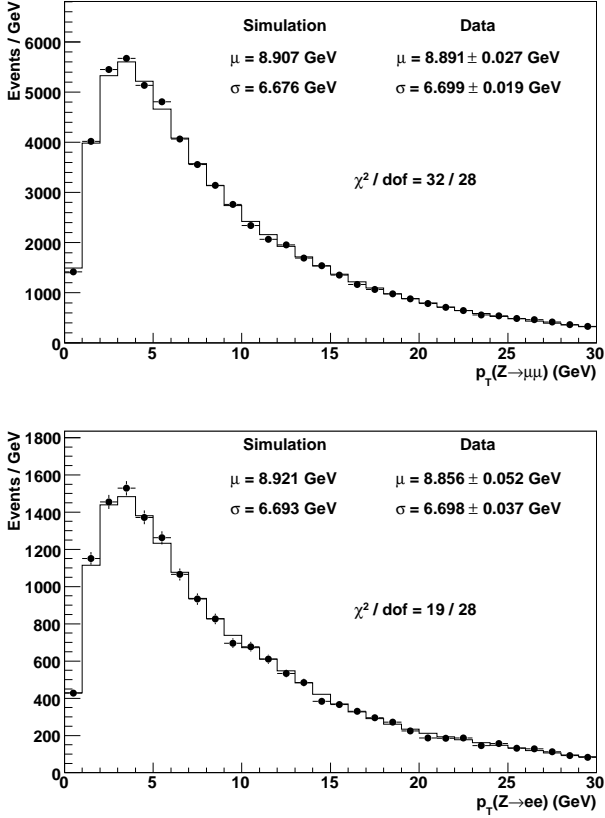 Events / GeV
Simulation Data
μ = 8.907 GeV μ = 8.891 ± 0.027 GeV
σ = 6.676 GeV σ = 6.699 ± 0.019 GeV
χ² / dof = 32 / 28
6000
5000
4000
3000
2000
1000
0
0 5 10 15 20 25 30
p_T(Z→μμ) (GeV)
Events / GeV
Simulation Data
μ = 8.921 GeV μ = 8.856 ± 0.052 GeV
σ = 6.693 GeV σ = 6.698 ± 0.037 GeV
χ² / dof = 19 / 28
1800
1600
1400
1200
1000
800
600
400
200
0
0 5 10 15 20 25 30
p_T(Z→ee) (GeV)